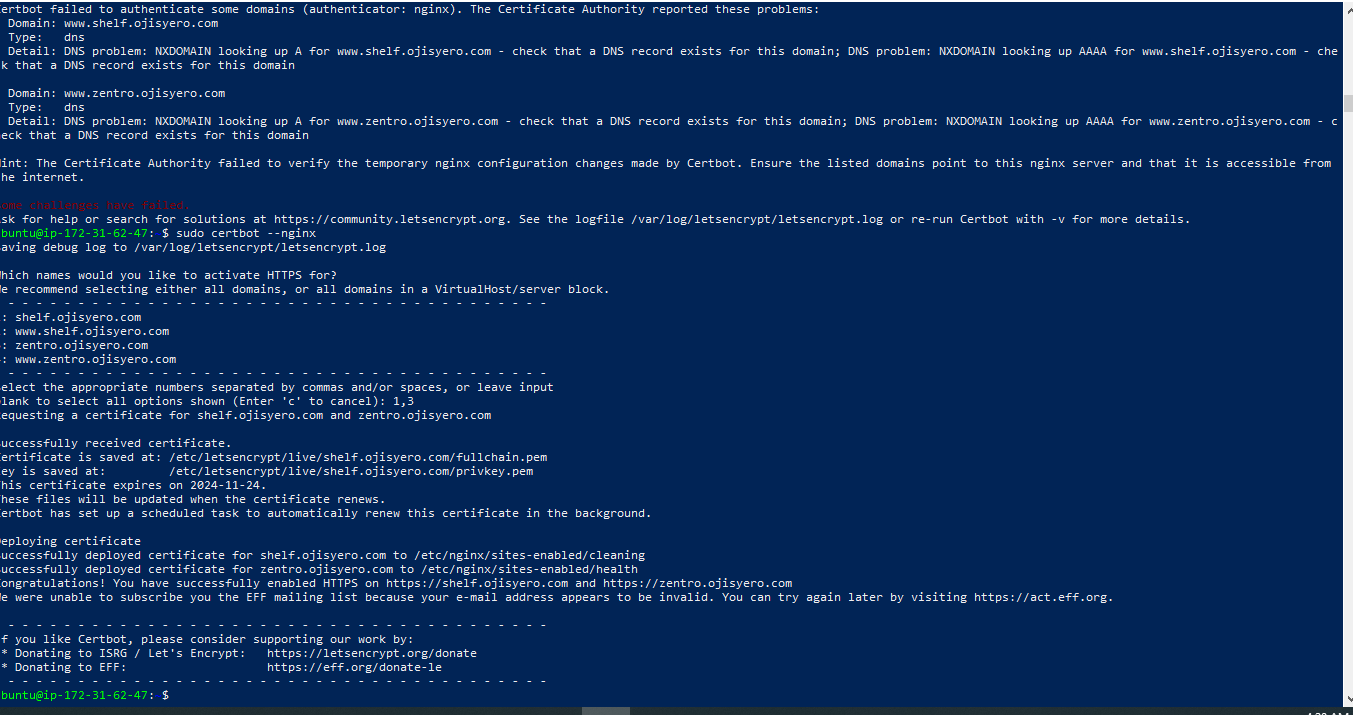 ertbot failed to authenticate some domains (authenticator: nginx). The Certificate Authority reported these problems:
Domain: www.shelf.ojisyero.com
Type:   dns
Detail: DNS problem: NXDOMAIN looking up A for www.shelf.ojisyero.com - check that a DNS record exists for this domain; DNS problem: NXDOMAIN looking up AAAA for www.shelf.ojisyero.com - che
k that a DNS record exists for this domain
Domain: www.zentro.ojisyero.com
Type:   dns
Detail: DNS problem: NXDOMAIN looking up A for www.zentro.ojisyero.com - check that a DNS record exists for this domain; DNS problem: NXDOMAIN looking up AAAA for www.zentro.ojisyero.com - c
eck that a DNS record exists for this domain
int: The Certificate Authority failed to verify the temporary nginx configuration changes made by Certbot. Ensure the listed domains point to this nginx server and that it is accessible from
he internet.
ome challenges have failed.
sk for help or search for solutions at https://community.letsencrypt.org. See the logfile /var/log/letsencrypt/letsencrypt.log or re-run Certbot with -v for more details.
buntu@ip-172-31-62-47: $ sudo certbot --nginx
aving debug log to /var/log/letsencrypt/letsencrypt.log
hich names would you like to activate HTTPS for?
e recommend selecting either all domains, or all domains in a VirtualHost/server block.
- - - - - - - - - - - - - - - - - - - - - - - - - - - - - - - - - - - - - - -
: shelf.ojisyero.com
: www.shelf.ojisyero.com
: zentro.ojisyero.com
: www.zentro.ojisyero.com
- - - - - - - - - - - - - - - - - - - - - - - - - - - - - - - - - - - - - - -
elect the appropriate numbers separated by commas and/or spaces, or leave input
lank to select all options shown (Enter 'c' to cancel): 1,3
equesting a certificate for shelf.ojisyero.com and zentro.ojisyero.com
uccessfully received certificate.
ertificate is saved at: /etc/letsencrypt/live/shelf.ojisyero.com/fullchain.pem
ey is saved at:         /etc/letsencrypt/live/shelf.ojisyero.com/privkey.pem
his certificate expires on 2024-11-24.
hese files will be updated when the certificate renews.
ertbot has set up a scheduled task to automatically renew this certificate in the background.
eploying certificate
uccessfully deployed certificate for shelf.ojisyero.com to /etc/nginx/sites-enabled/cleaning
uccessfully deployed certificate for zentro.ojisyero.com to /etc/nginx/sites-enabled/health
ongratulations! You have successfully enabled HTTPS on https://shelf.ojisyero.com and https://zentro.ojisyero.com
e were unable to subscribe you the EFF mailing list because your e-mail address appears to be invalid. You can try again later by visiting https://act.eff.org.
- - - - - - - - - - - - - - - - - - - - - - - - - - - - - - - - - - - - - - -
f you like Certbot, please consider supporting our work by:
* Donating to ISRG / Let's Encrypt:   https://letsencrypt.org/donate
* Donating to EFF:                    https://eff.org/donate-le
- - - - - - - - - - - - - - - - - - - - - - - - - - - - - - - - - - - - - - -
buntu@ip-172-31-62-47: $